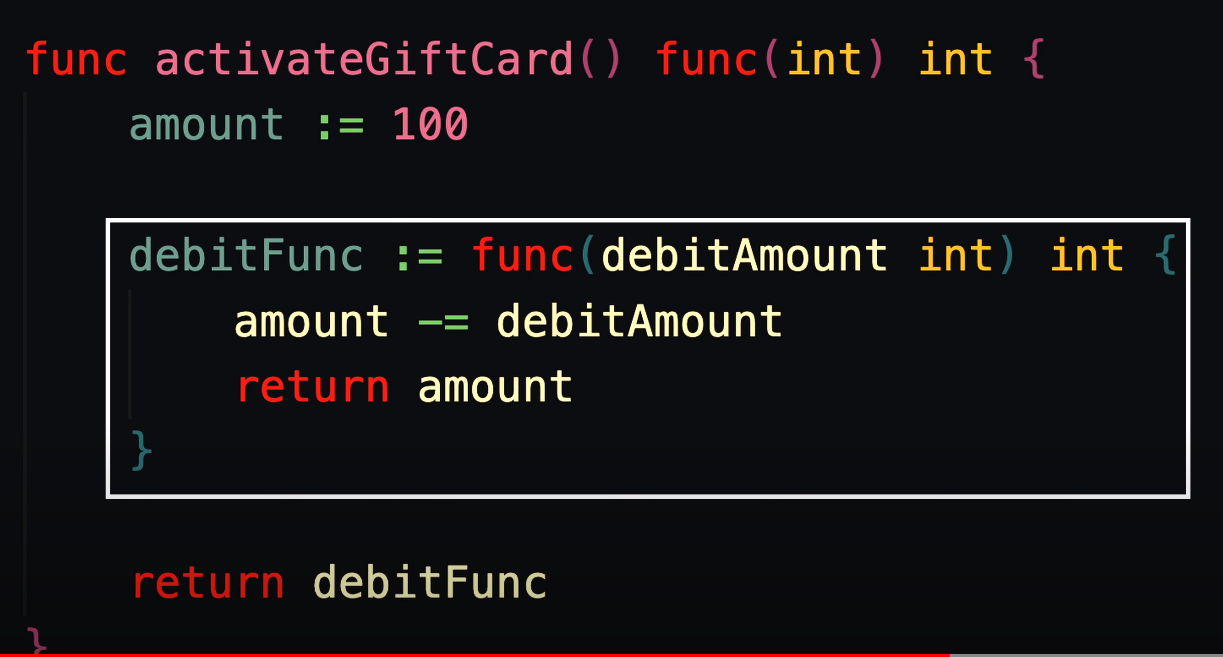 func activateGiftCard() func(int) int {
    amount := 100
    debitFunc := func(debitAmount int) int {
        amount -= debitAmount
        return amount
    }
    return debitFunc
}